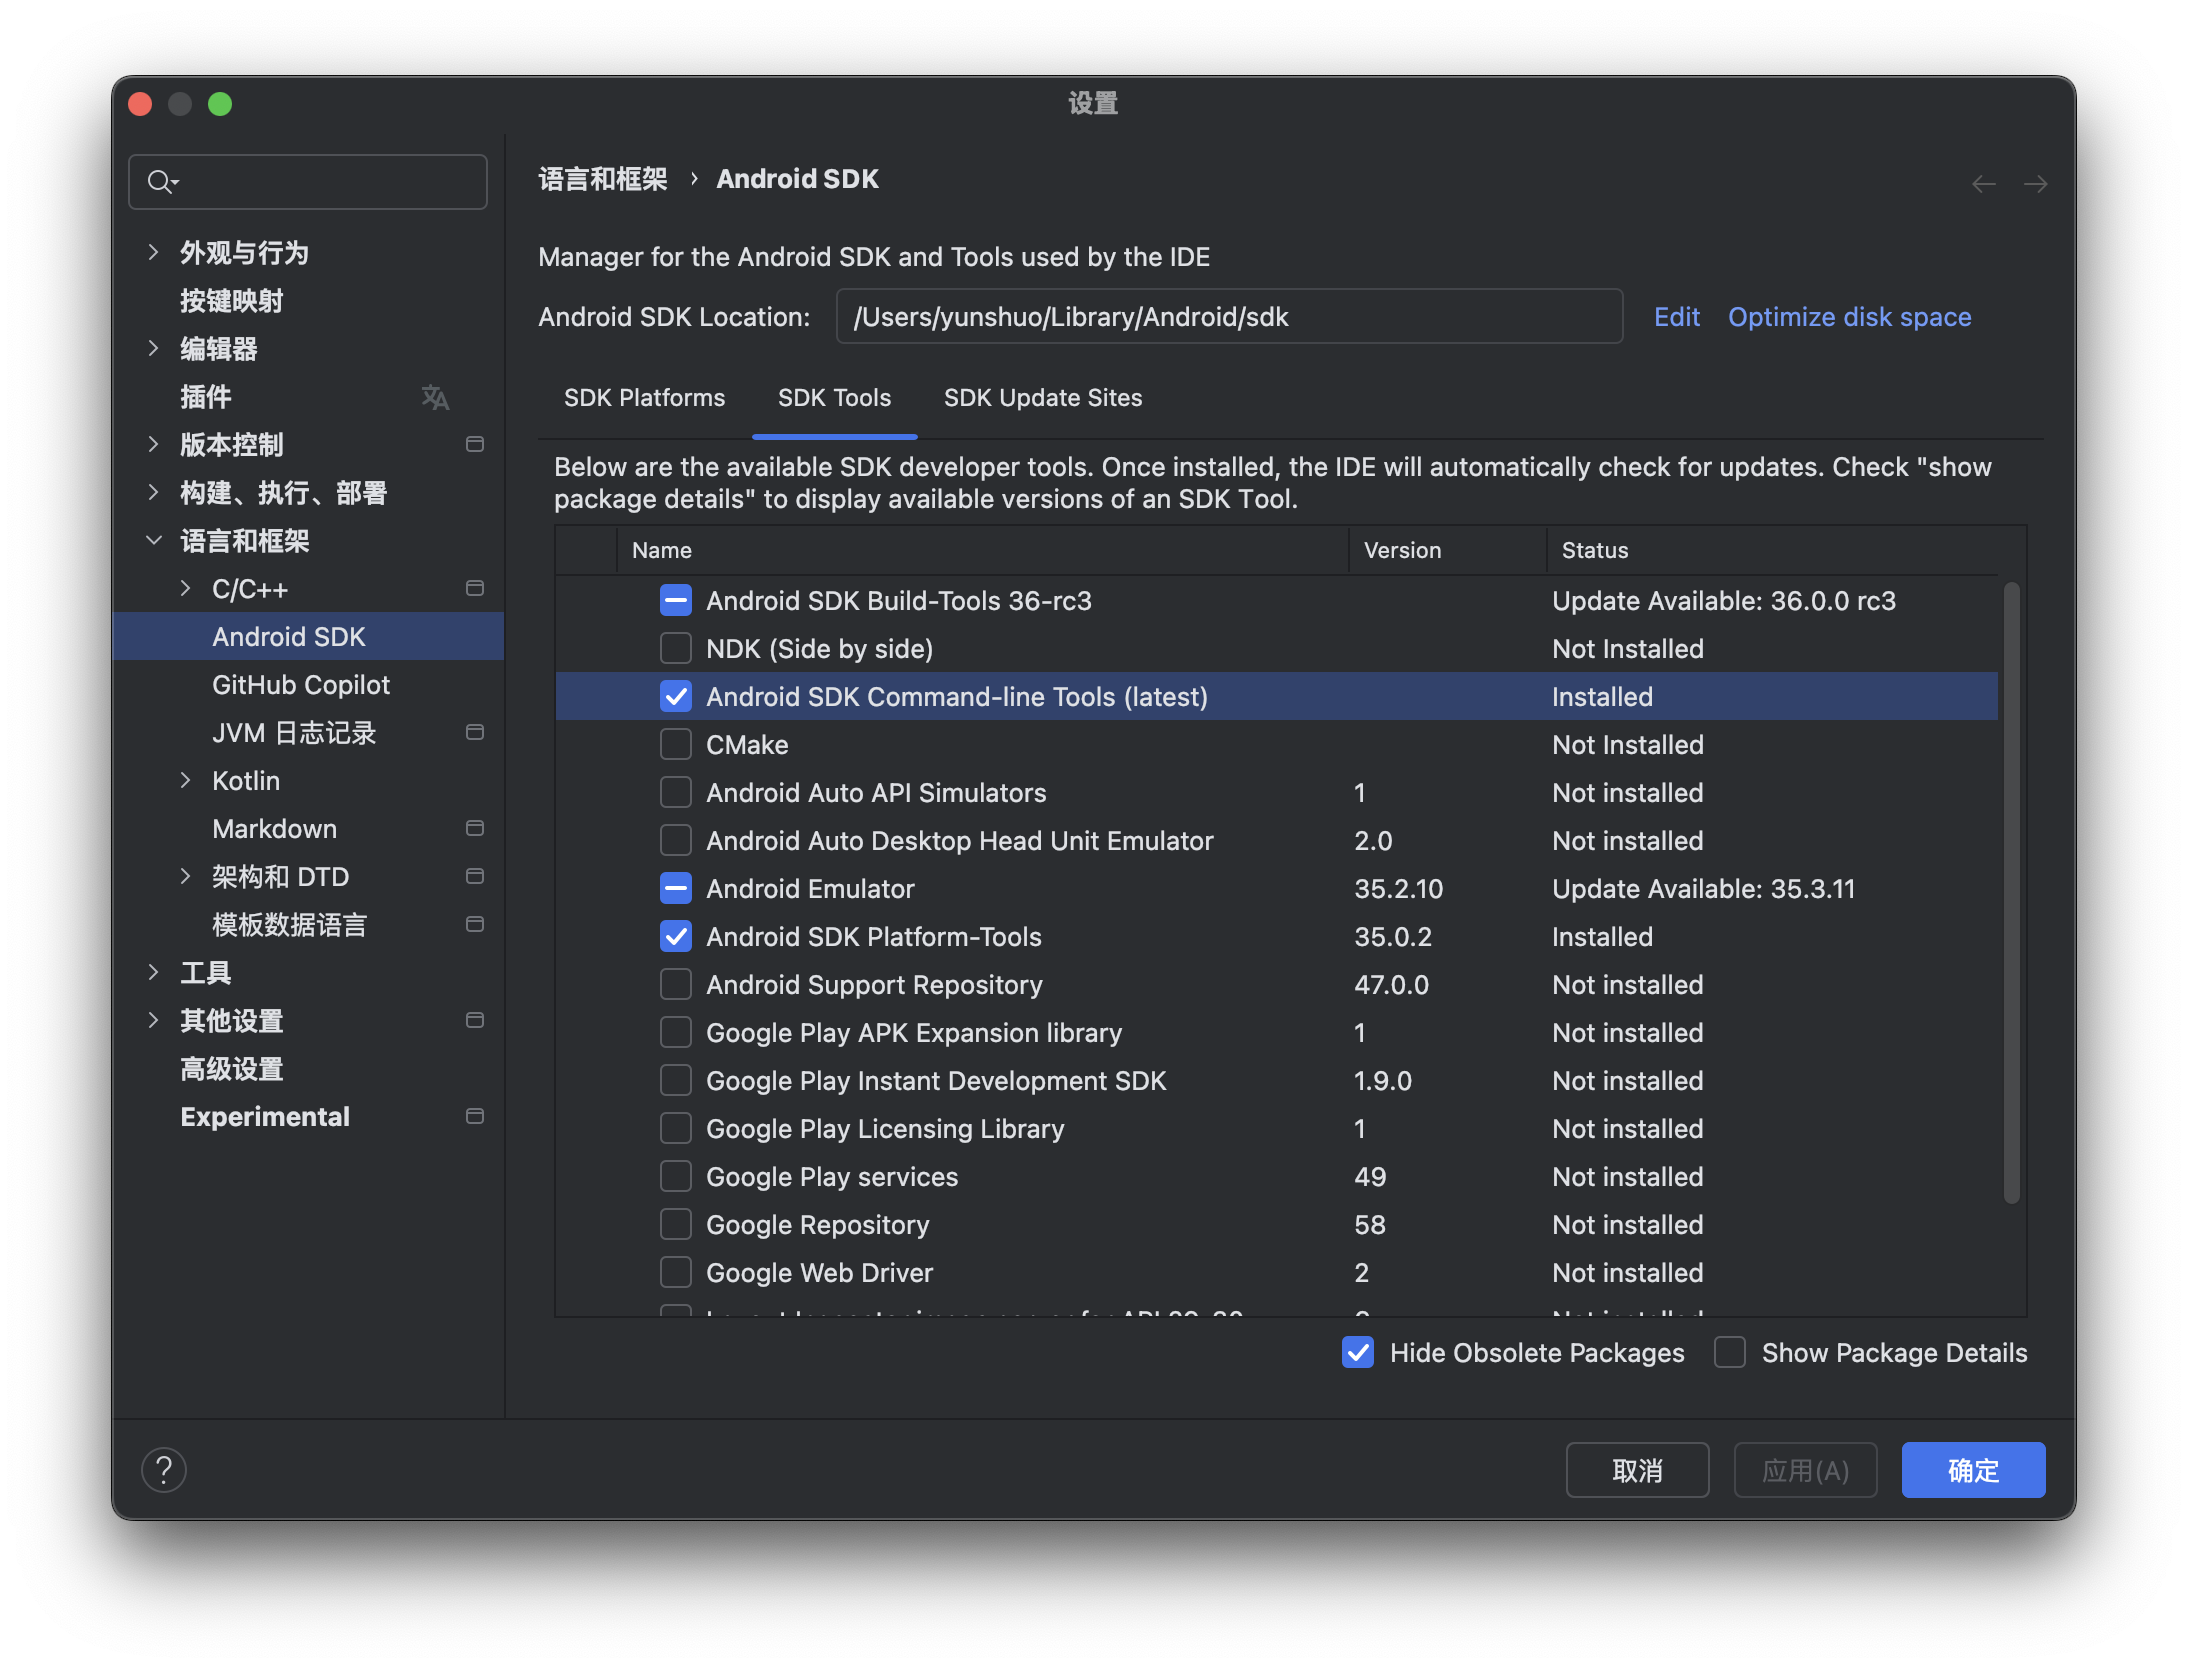 设置
外观与行为
按键映射
编辑器
插件
版本控制
构建、执行、部署
语言和框架
C/C++
Android SDK
GitHub Copilot
JVM 日志记录
Kotlin
Markdown
架构和 DTD
模板数据语言
工具
其他设置
高级设置
Experimental
语言和框架 › Android SDK
Manager for the Android SDK and Tools used by the IDE
Android SDK Location: /Users/yunshuo/Library/Android/sdk Edit Optimize disk space
SDK Platforms SDK Tools SDK Update Sites
Below are the available SDK developer tools. Once installed, the IDE will automatically check for updates. Check "show
package details" to display available versions of an SDK Tool.
Name Version Status
Android SDK Build-Tools 36-rc3 Update Available: 36.0.0 rc3
NDK (Side by side) Not Installed
Android SDK Command-line Tools (latest) Installed
CMake Not Installed
Android Auto API Simulators 1 Not installed
Android Auto Desktop Head Unit Emulator 2.0 Not installed
Android Emulator 35.2.10 Update Available: 35.3.11
Android SDK Platform-Tools 35.0.2 Installed
Android Support Repository 47.0.0 Not installed
Google Play APK Expansion library 1 Not installed
Google Play Instant Development SDK 1.9.0 Not installed
Google Play Licensing Library 1 Not installed
Google Play services 49 Not installed
Google Repository 58 Not installed
Google Web Driver 2 Not installed
Hide Obsolete Packages Show Package Details
? 取消 应用(A) 确定